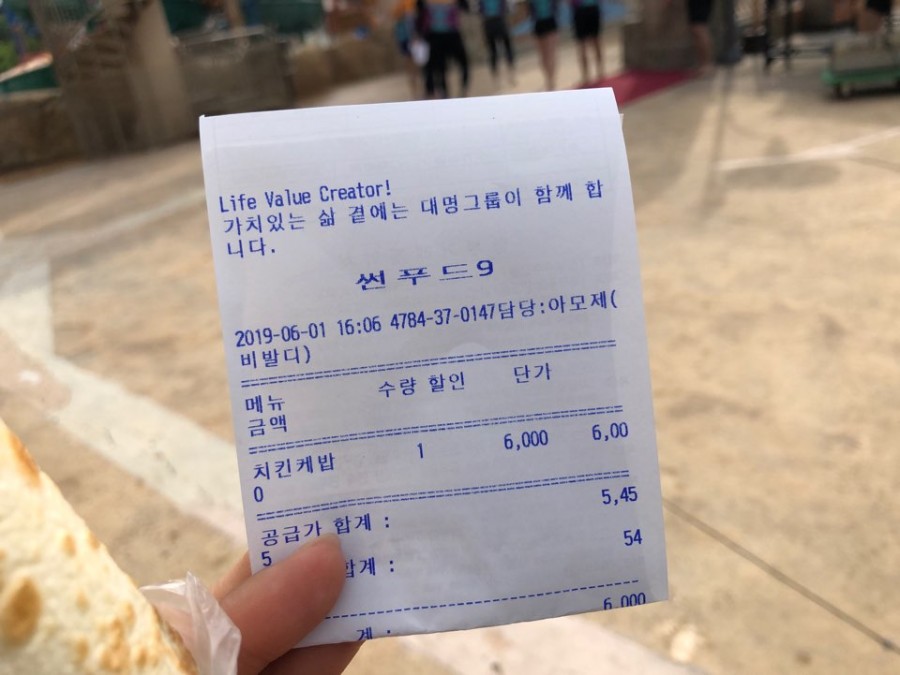 Life Value Creator!
가치있는 삶 곁에는 대명그룹이 함께 합
니다.
썬푸드9
2019-06-01 16:06 4784-37-0147담당:아모제(
비발디)
메뉴 수량 할인 단가
금액
치킨케밥 1 6,000 6,00
0
공급가 합계 : 5,45
5
합계 : 54
계 : 6,000